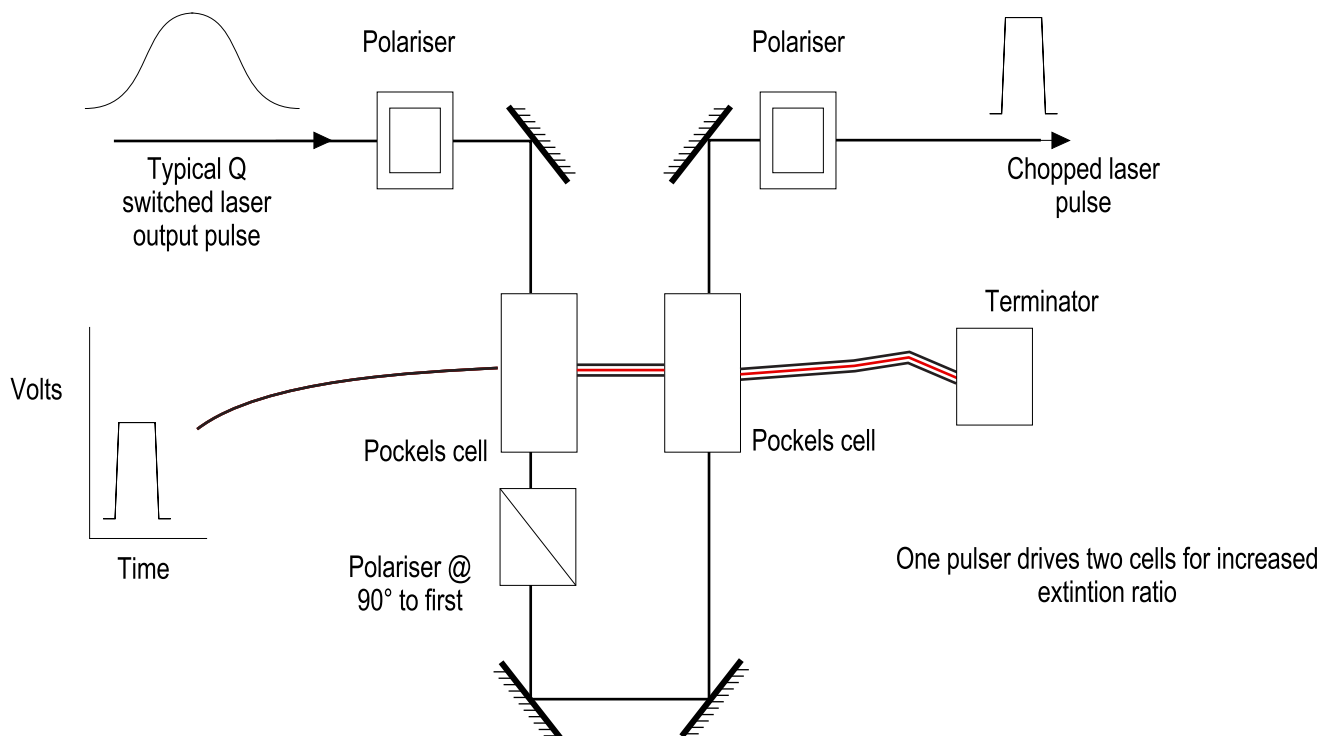 Polariser
Polariser
Typical Q
switched laser
output pulse
Chopped laser
pulse
Terminator
Volts
Pockels cell
Pockels cell
Time
Polariser @
90° to first
One pulser drives two cells for increased
extintion ratio